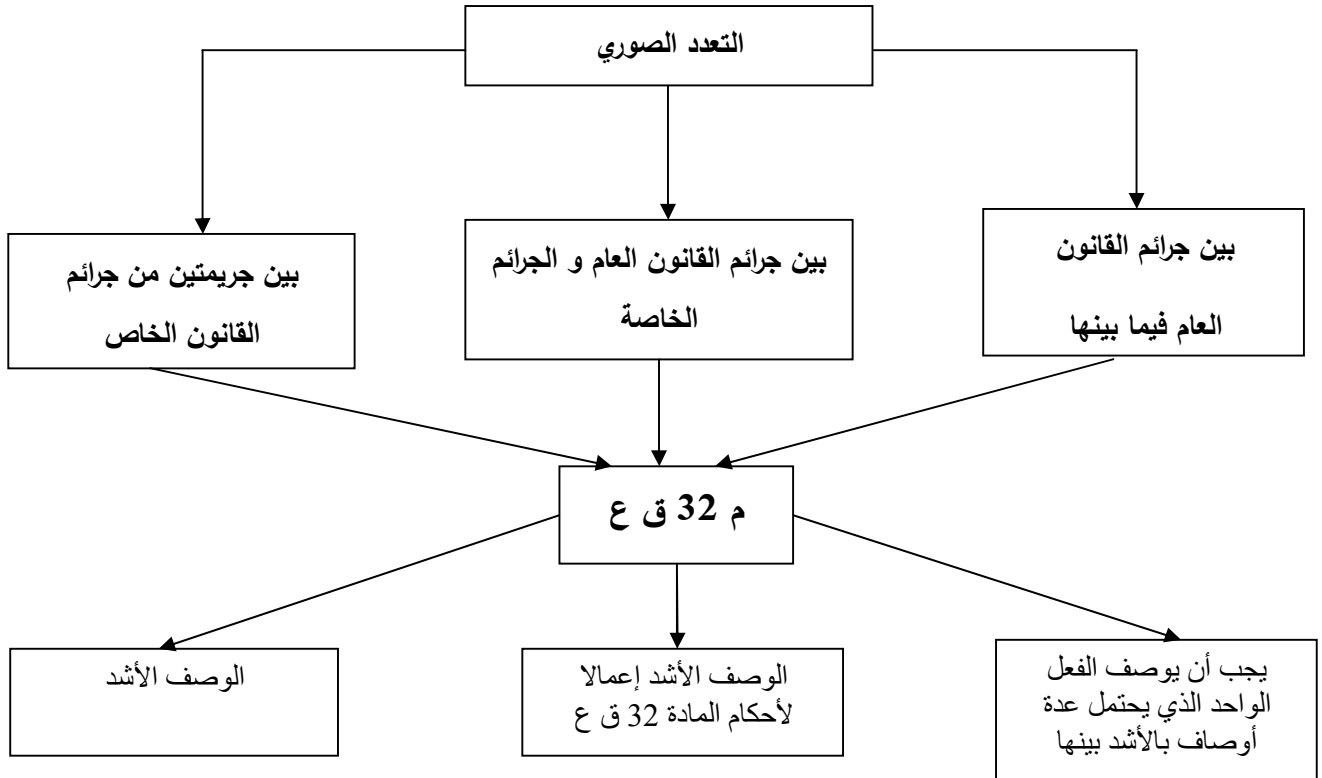 التعدد الصوري
بين جرائم القانون
العام فيما بينها
بين جرائم القانون العام و الجرائم
الخاصة
بين جريمتين من جرائم
القانون الخاص
م 32 ق ع
يجب أن يوصف الفعل
الواحد الذي يحتمل عدة
أوصاف بالأشد بينها
الوصف الأشد إعمالا
لأحكام المادة 32 ق ع
الوصف الأشد